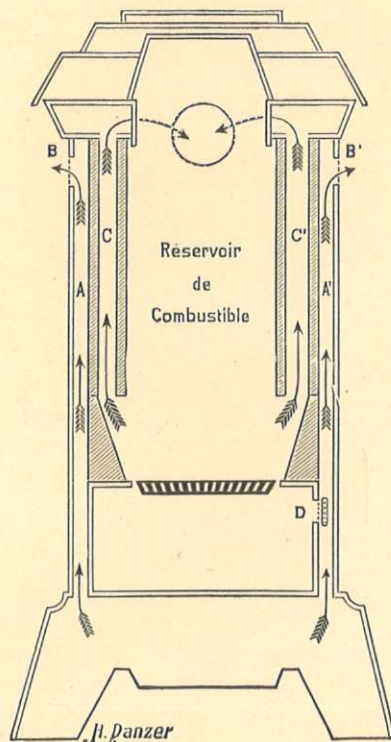 B B'
C C'
Réservoir
de
Combustible
A A'
D
H. Danzer